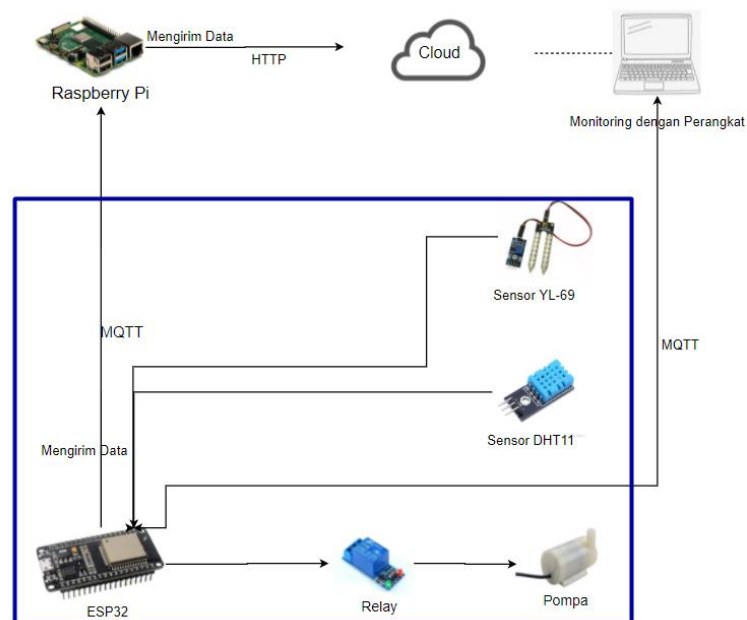 Mengirim Data
HTTP
Cloud
Raspberry Pi
Monitoring dengan Perangkat
Sensor YL-69
MQTT
MQTT
Sensor DHT11
Mengirim Data
ESP32
Relay
Pompa